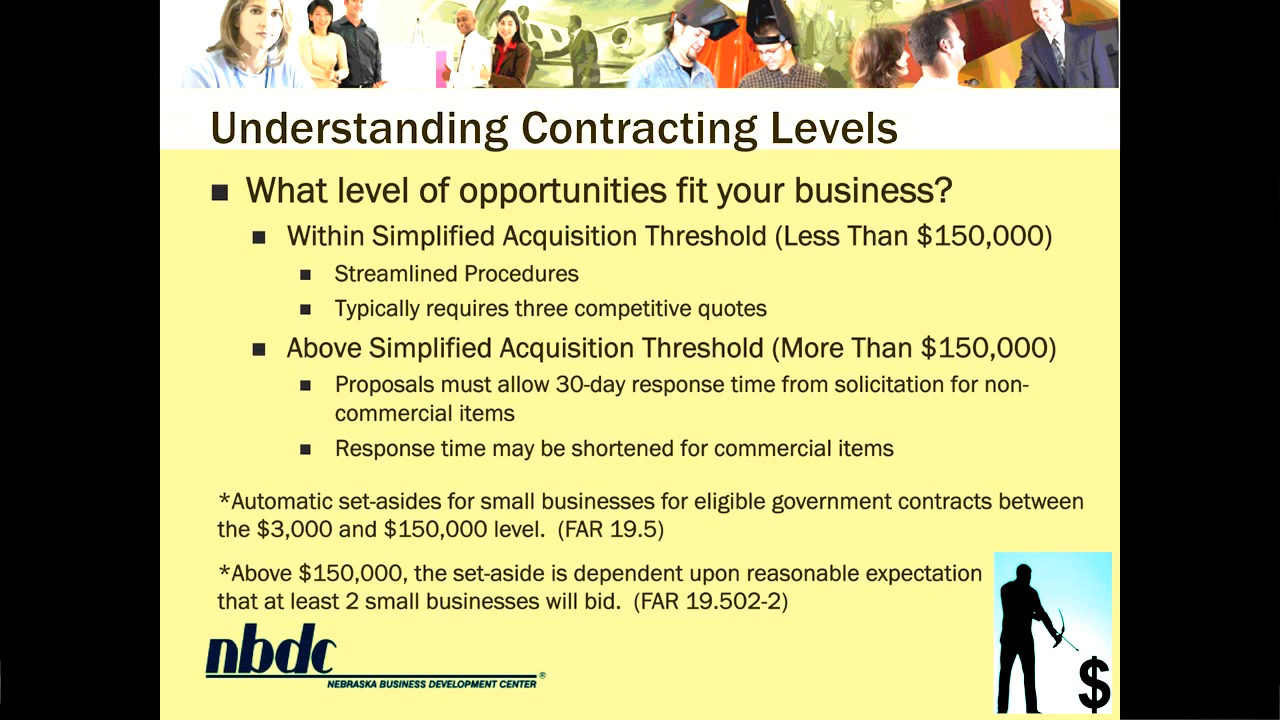 Understanding Contracting Levels
■ What level of opportunities fit your business?
■ Within Simplified Acquisition Threshold (Less Than $150,000)
■ Streamlined Procedures
■ Typically requires three competitive quotes
■ Above Simplified Acquisition Threshold (More Than $150,000)
■ Proposals must allow 30-day response time from solicitation for non-
commercial items
■ Response time may be shortened for commercial items
*Automatic set-asides for small businesses for eligible government contracts between
the $3,000 and $150,000 level. (FAR 19.5)
*Above $150,000, the set-aside is dependent upon reasonable expectation
that at least 2 small businesses will bid. (FAR 19.502-2)
nbdc
NEBRASKA BUSINESS DEVELOPMENT CENTER®
$